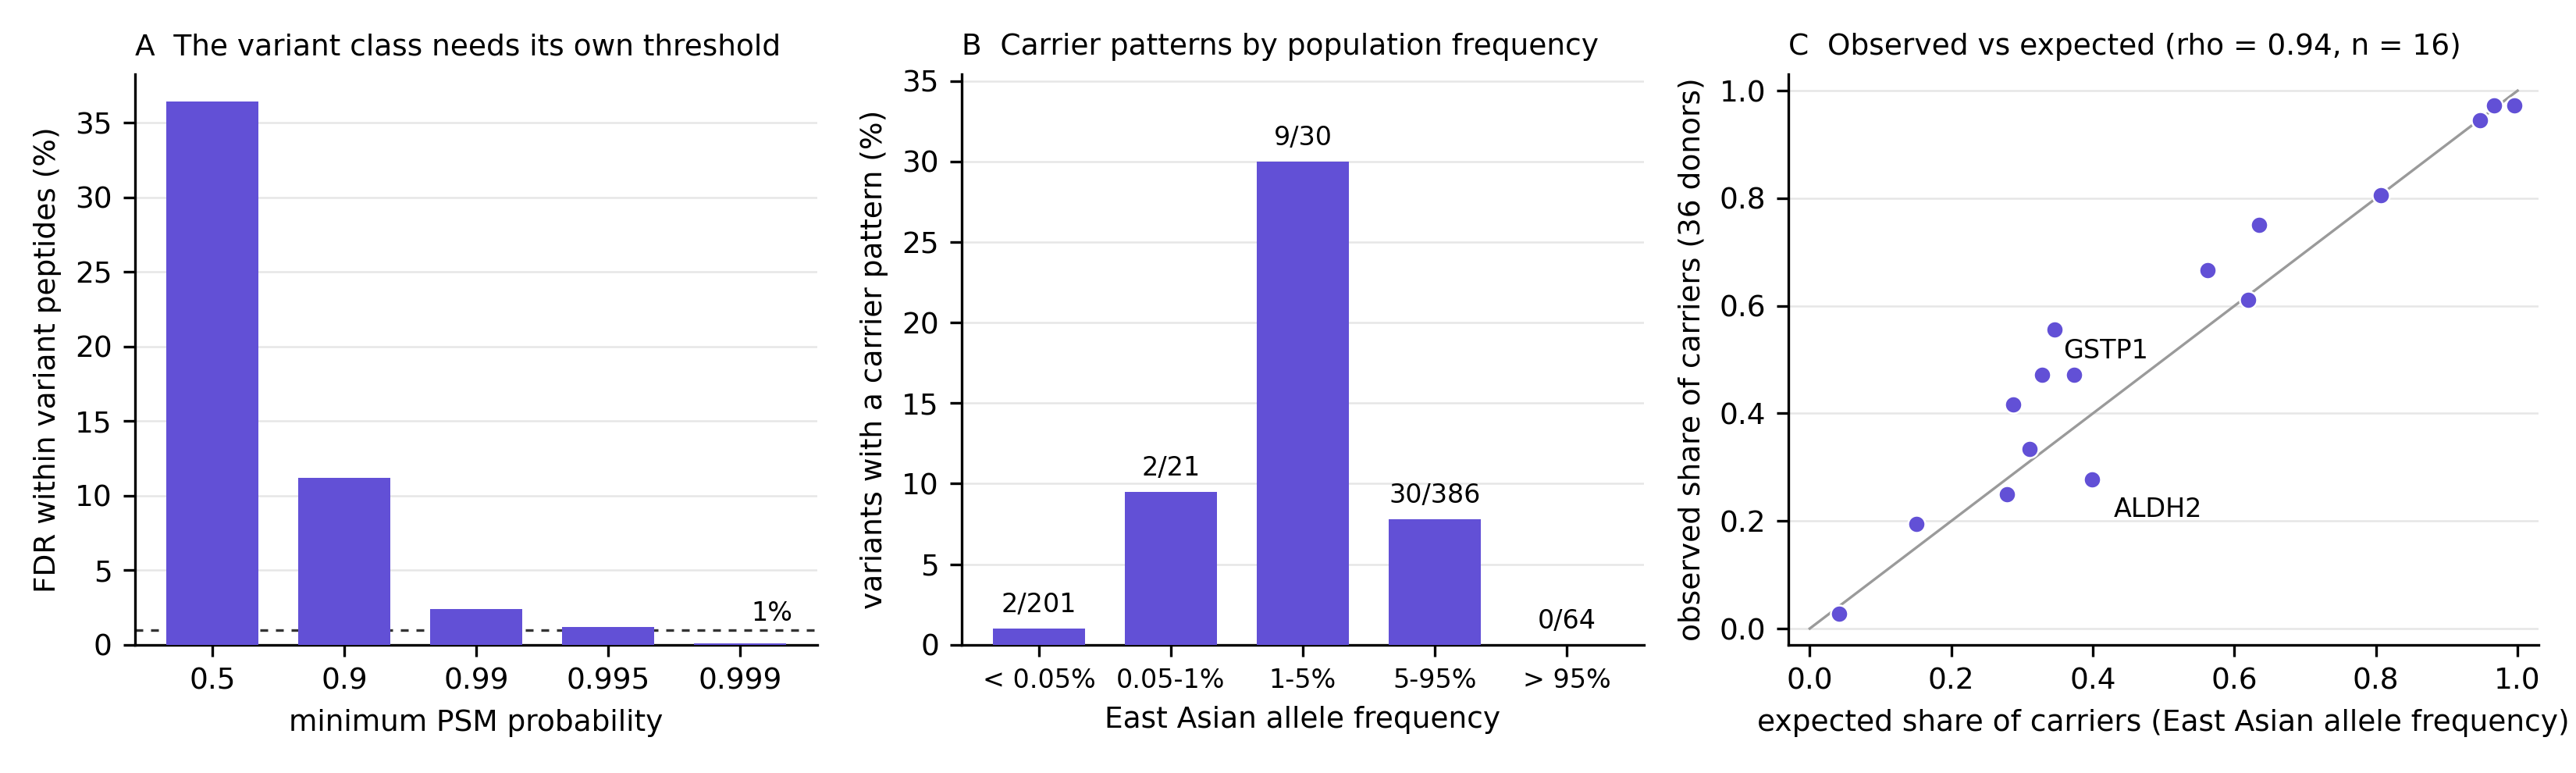 A  The variant class needs its own threshold
FDR within variant peptides (%)
35
30
25
20
15
10
5
0
1%
0.5 0.9 0.99 0.995 0.999
minimum PSM probability
B  Carrier patterns by population frequency
variants with a carrier pattern (%)
35
30
25
20
15
10
5
0
2/201
2/21
9/30
30/386
0/64
< 0.05% 0.05-1% 1-5% 5-95% > 95%
East Asian allele frequency
C  Observed vs expected (rho = 0.94, n = 16)
observed share of carriers (36 donors)
1.0
0.8
0.6
0.4
0.2
0.0
GSTP1
ALDH2
0.0 0.2 0.4 0.6 0.8 1.0
expected share of carriers (East Asian allele frequency)